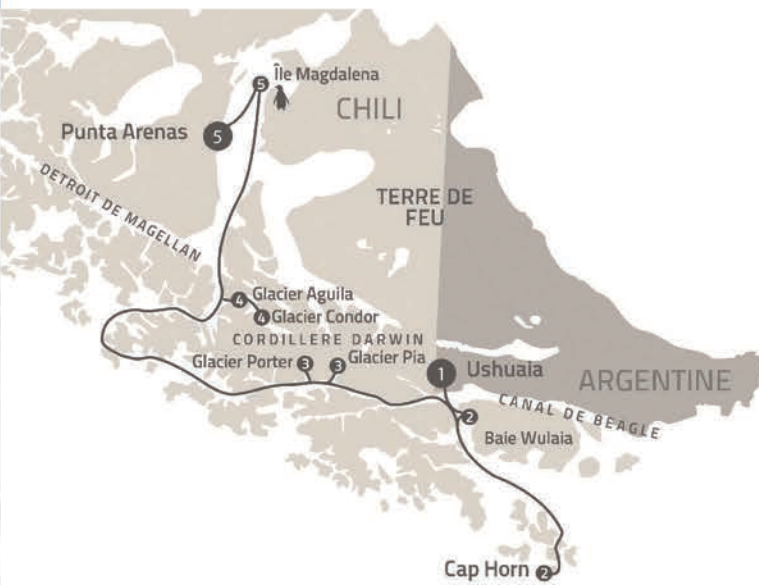 5 Île Magdalena
CHILI
Punta Arenas 5
DETROIT DE MAGELLAN
TERRE DE
FEU
4 Glacier Aguila
4 Glacier Condor
CORDILLERE DARWIN
Glacier Porter 3
3 Glacier Pia
1 Ushuaia
ARGENTINE
CANAL DE BEAGLE
2
Baie Wulaia
Cap Horn 2